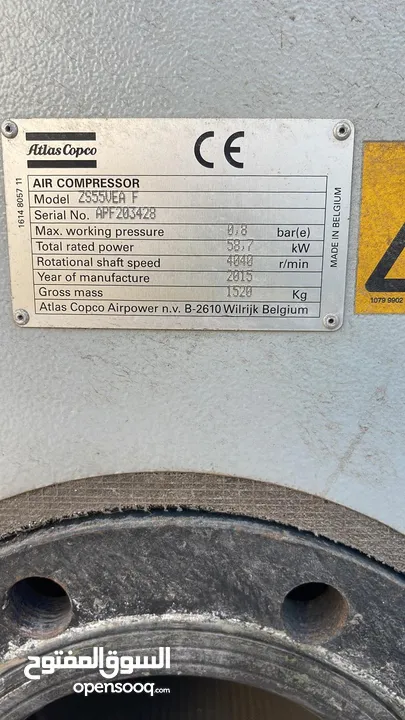 Atlas Copco
CE
1614 8057 11
AIR COMPRESSOR
Model ZS55VEA F
Serial No. APF203428
Max. working pressure 0,8 bar(e)
Total rated power 58,7 kW
Rotational shaft speed 4040 r/min
Year of manufacture 2015
Gross mass 1520 Kg
Atlas Copco Airpower n.v. B-2610 Wilrijk Belgium
MADE IN BELGIUM
1079 9902
السوق المفتوح
opensooq.com